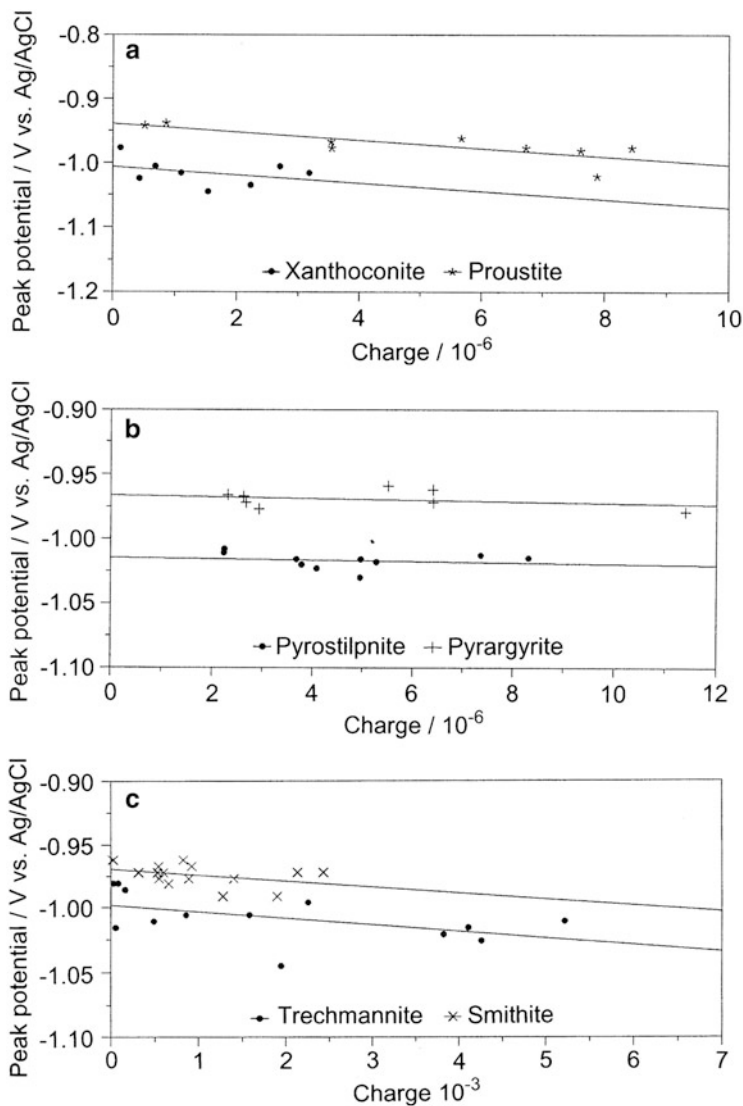 a
Peak potential / V vs. Ag/AgCl
-0.8
-0.9
-1.0
-1.1
-1.2
Xanthoconite Proustite
0 2 4 6 8 10
Charge / 10⁻⁶
b
Peak potential / V vs. Ag/AgCl
-0.90
-0.95
-1.00
-1.05
-1.10
Pyrostilpnite Pyrargyrite
0 2 4 6 8 10 12
Charge / 10⁻⁶
c
Peak potential / V vs. Ag/AgCl
-0.90
-0.95
-1.00
-1.05
-1.10
Trechmannite Smithite
0 1 2 3 4 5 6 7
Charge 10⁻³